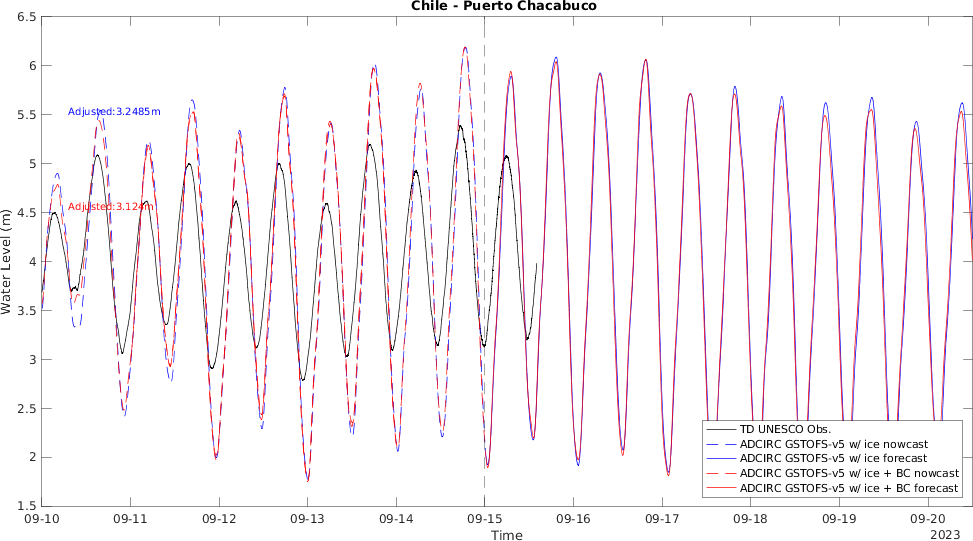 Chile - Puerto Chacabuco
Water Level (m)
6.5
6
5.5
5
4.5
4
3.5
3
2.5
2
1.5
Adjusted:3.2485m
Adjusted:3.124m
TD UNESCO Obs.
ADCIRC GSTOFS-v5 w/ ice nowcast
ADCIRC GSTOFS-v5 w/ ice forecast
ADCIRC GSTOFS-v5 w/ ice + BC nowcast
ADCIRC GSTOFS-v5 w/ ice + BC forecast
09-10 09-11 09-12 09-13 09-14 09-15 09-16 09-17 09-18 09-19 09-20
Time
2023